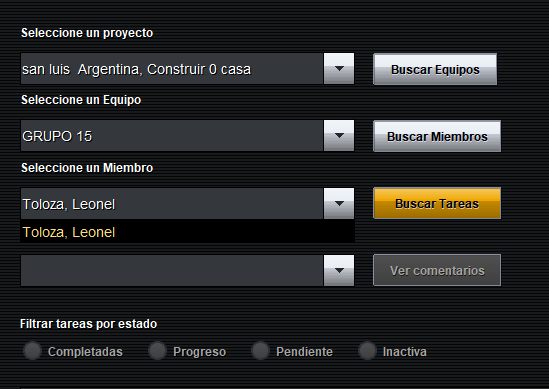 Seleccione un proyecto
san luis  Argentina, Construir 0 casa
Buscar Equipos
Seleccione un Equipo
GRUPO 15
Buscar Miembros
Seleccione un Miembro
Toloza, Leonel
Buscar Tareas
Toloza, Leonel
Ver comentarios
Filtrar tareas por estado
Completadas Progreso Pendiente Inactiva